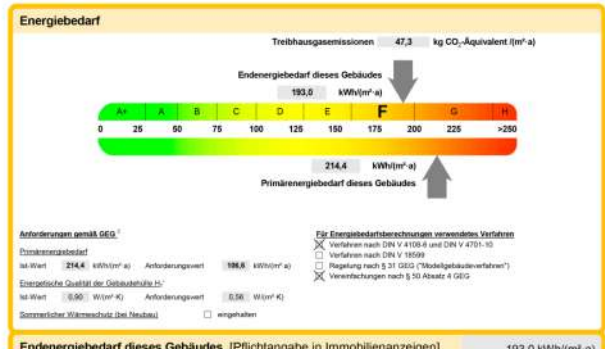 Energiebedarf
Treibhausgasemissionen 47,3 kg CO₂-Äquivalent /(m²·a)
Endenergiebedarf dieses Gebäudes
193,0 kWh/(m²·a)
A+ A B C D E F G H
0 25 50 75 100 125 150 175 200 225 >250
214,4 kWh/(m²·a)
Primärenergiebedarf dieses Gebäudes
Anforderungen gemäß GEG
Primärenergiebedarf
Ist-Wert 214,4 kWh/(m²·a) Anforderungswert 106,6 kWh/(m²·a)
Energetische Qualität der Gebäudehülle Hₜ'
Ist-Wert 0,90 W/(m²·K) Anforderungswert 0,56 W/(m²·K)
Sommerlicher Wärmeschutz (bei Neubau) eingehalten
Für Energiebedarfsberechnungen verwendetes Verfahren
Verfahren nach DIN V 4108-6 und DIN V 4701-10
Verfahren nach DIN V 18599
Regelung nach § 31 GEG ("Modellgebäudeverfahren")
Vereinfachungen nach § 50 Absatz 4 GEG
Endenergiebedarf dieses Gebäudes [Pflichtangabe in Immobilienanzeigen] 193,0